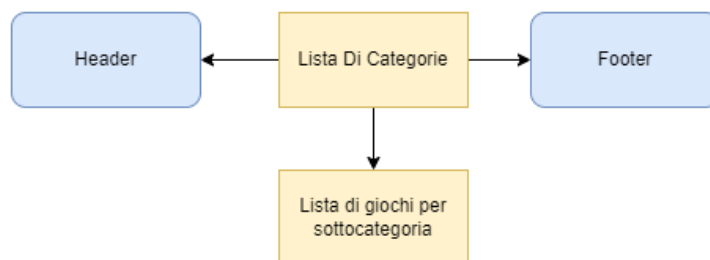 Header
Lista Di Categorie
Footer
Lista di giochi per
sottocategoria